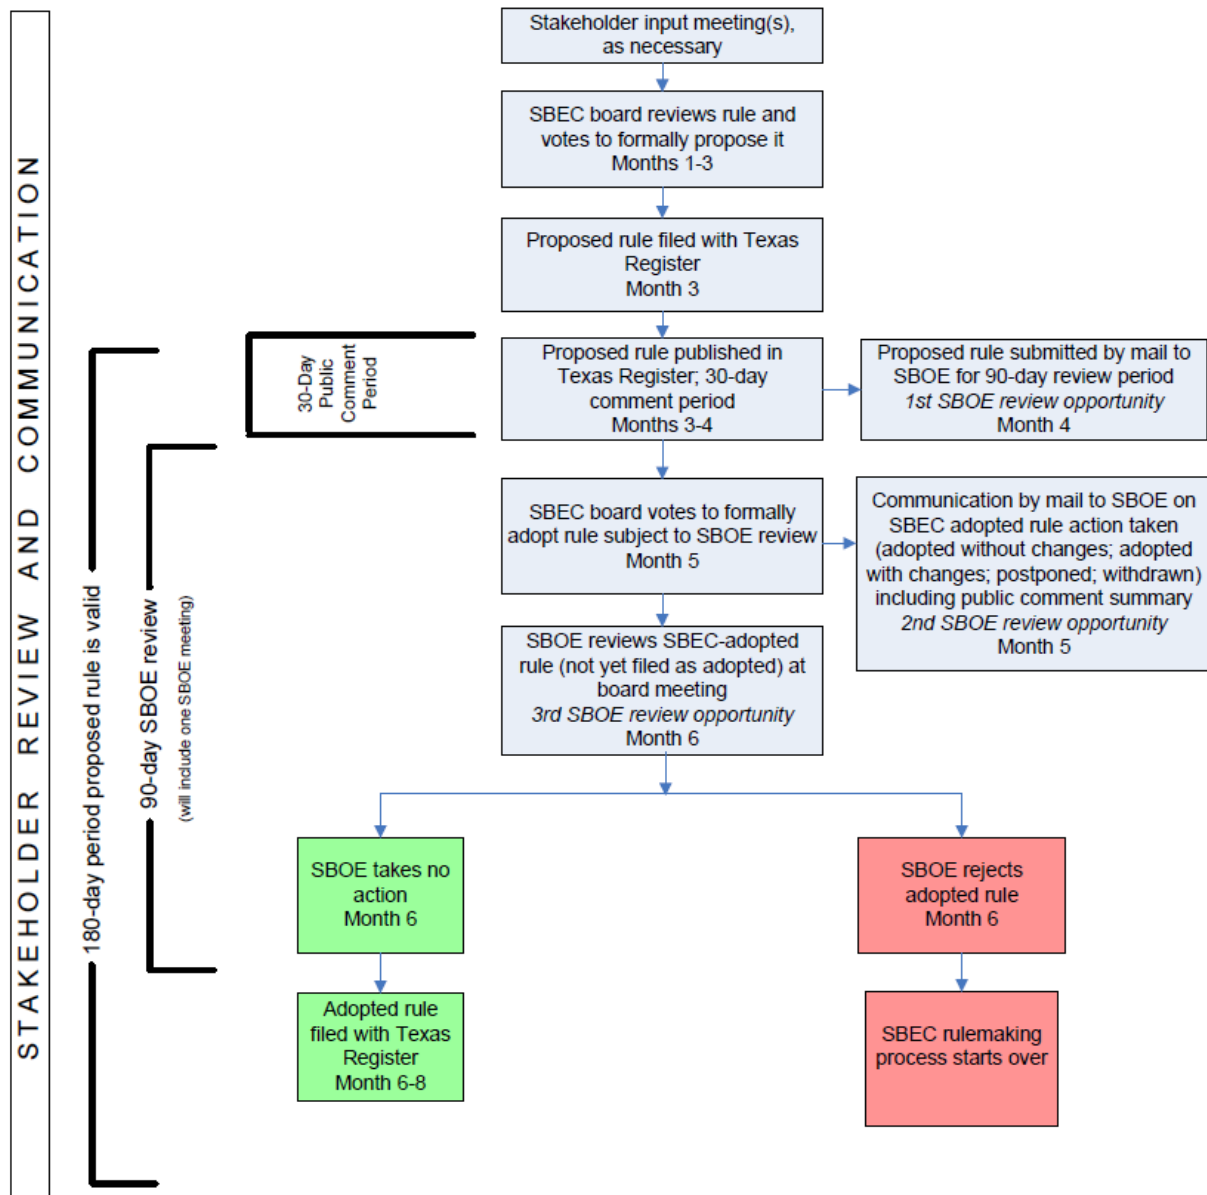 STAKEHOLDER REVIEW AND COMMUNICATION
Stakeholder input meeting(s),
as necessary
SBEC board reviews rule and
votes to formally propose it
Months 1-3
Proposed rule filed with Texas
Register
Month 3
30-Day
Public
Comment
Period
Proposed rule published in
Texas Register; 30-day
comment period
Months 3-4
Proposed rule submitted by mail to
SBOE for 90-day review period
1st SBOE review opportunity
Month 4
180-day period proposed rule is valid
90-day SBOE review
(will include one SBOE meeting)
SBEC board votes to formally
adopt rule subject to SBOE review
Month 5
Communication by mail to SBOE on
SBEC adopted rule action taken
(adopted without changes; adopted
with changes; postponed; withdrawn)
including public comment summary
2nd SBOE review opportunity
Month 5
SBOE reviews SBEC-adopted
rule (not yet filed as adopted) at
board meeting
3rd SBOE review opportunity
Month 6
SBOE takes no
action
Month 6
SBOE rejects
adopted rule
Month 6
Adopted rule
filed with Texas
Register
Month 6-8
SBEC rulemaking
process starts over